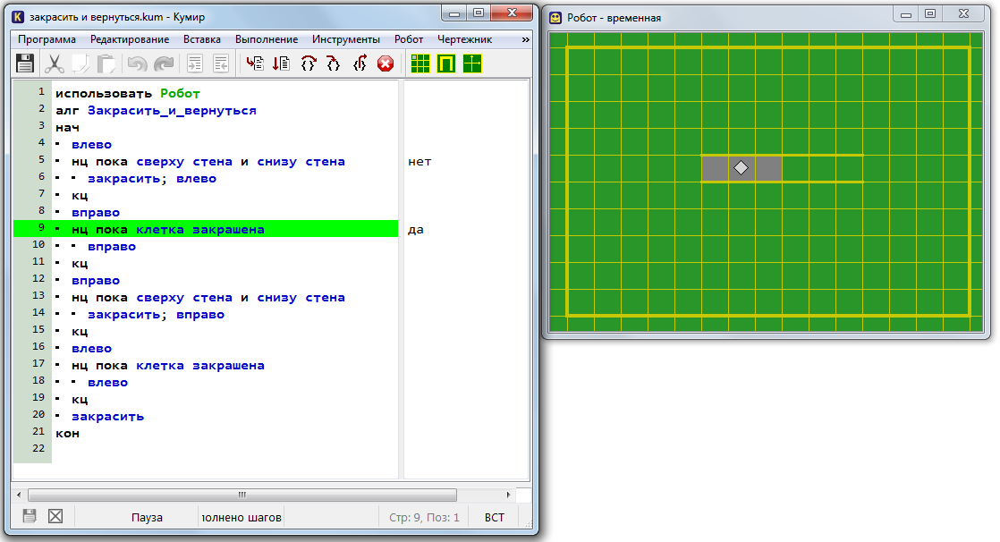 закрасить и вернуться.kum - Кумир
Программа Редактирование Вставка Выполнение Инструменты Робот Чертежник »
1 использовать Робот
2 алг Закрасить_и_вернуться
3 нач
4 влево
5 нц пока сверху стена и снизу стена нет
6 закрасить; влево
7 кц
8 вправо
9 нц пока клетка закрашена да
10 вправо
11 кц
12 вправо
13 нц пока сверху стена и снизу стена
14 закрасить; вправо
15 кц
16 влево
17 нц пока клетка закрашена
18 влево
19 кц
20 закрасить
21 кон
22
Пауза олнено шагов Стр: 9, Поз: 1 ВСТ
Робот - временная